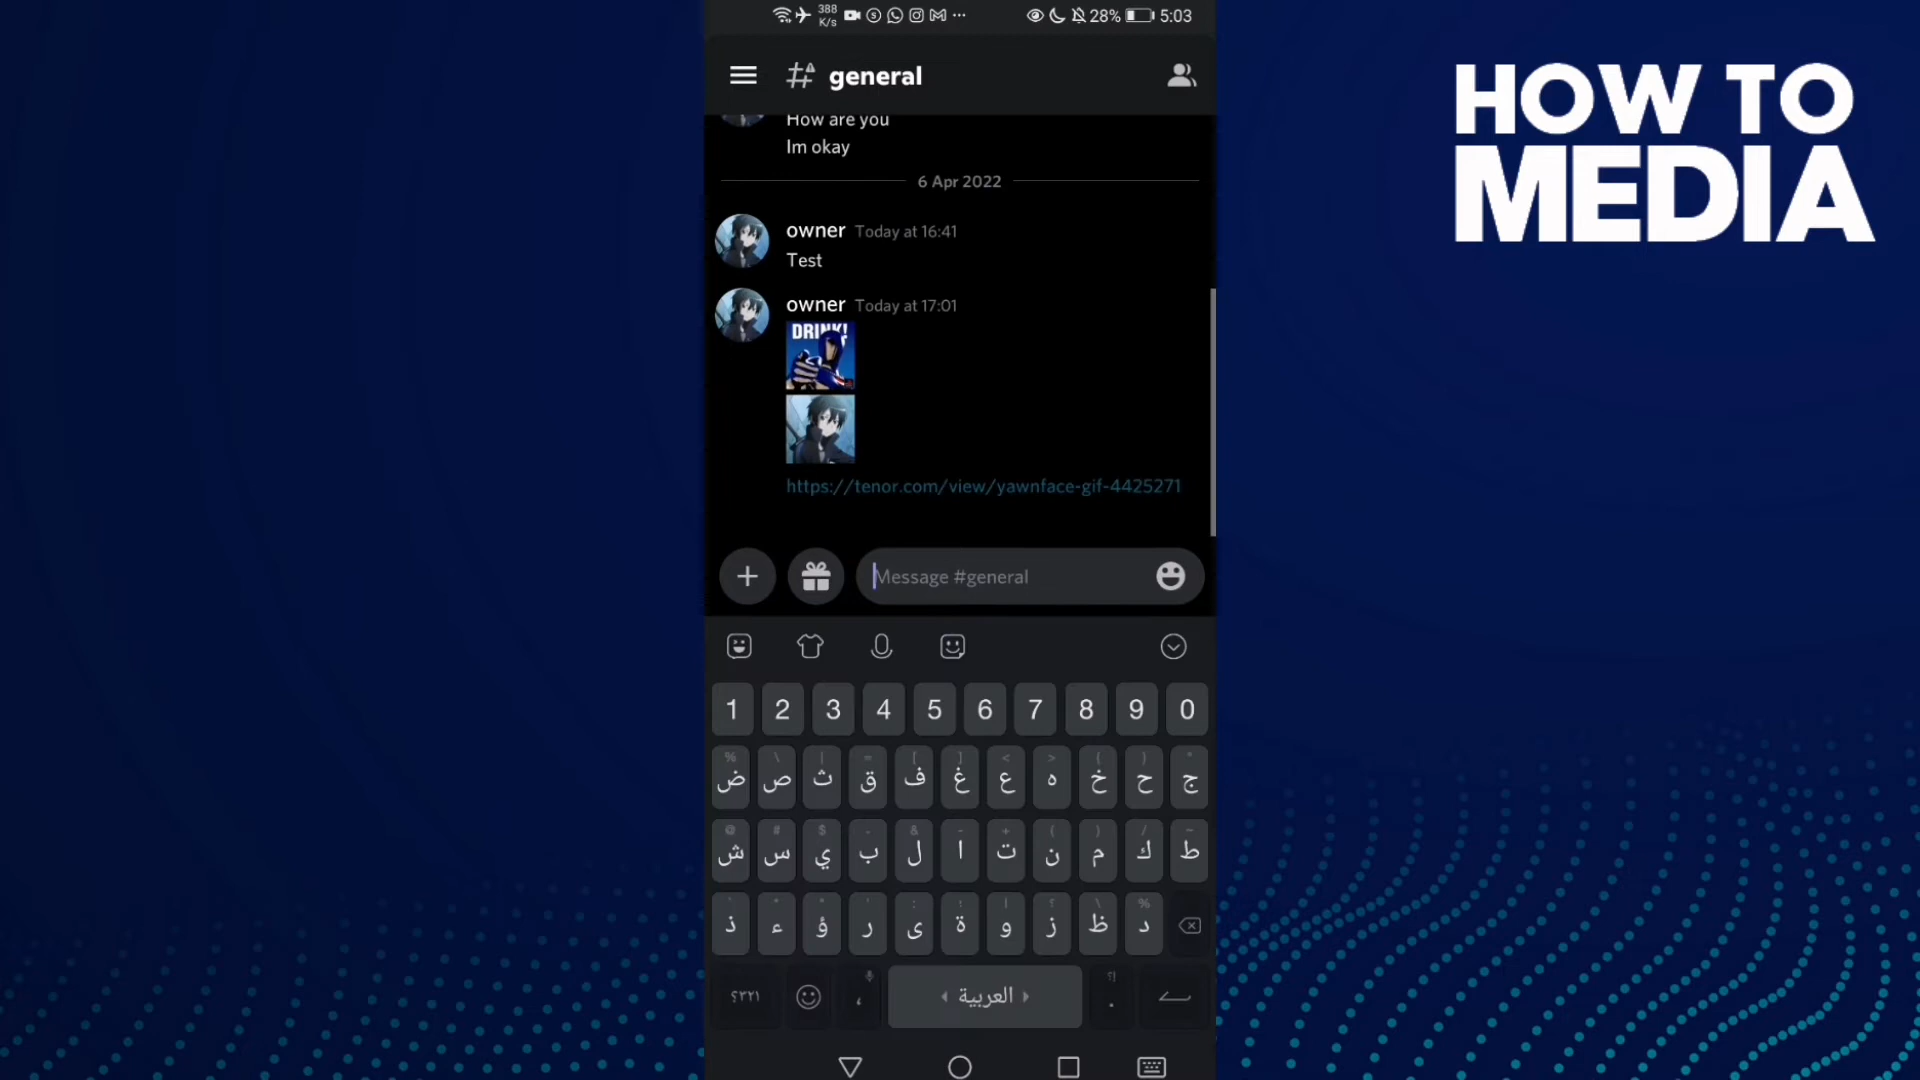 388
K/s
28%
5:03
HOW TO
MEDIA
general
How are you
Im okay
6 Apr 2022
owner Today at 16:41
Test
owner Today at 17:01
DRINK!
https://tenor.com/view/yawnface-gif-4425271
Message #general
1 2 3 4 5 6 7 8 9 0
ض ص ث ق ف غ ع ه خ ح ج
ش س ي ب ل ا ت ن م ك ط
ذ ء ؤ ر ى ة و ز ظ د
؟٣٢١ ، العربية .